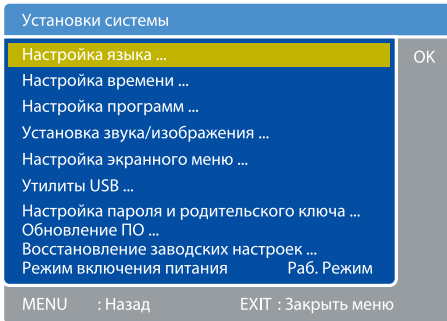 Установки системы
Настройка языка ... OK
Настройка времени ...
Настройка программ ...
Установка звука/изображения ...
Настройка экранного меню ...
Утилиты USB ...
Настройка пароля и родительского ключа ...
Обновление ПО ...
Восстановление заводских настроек ...
Режим включения питания Раб. Режим
MENU : Назад EXIT : Закрыть меню